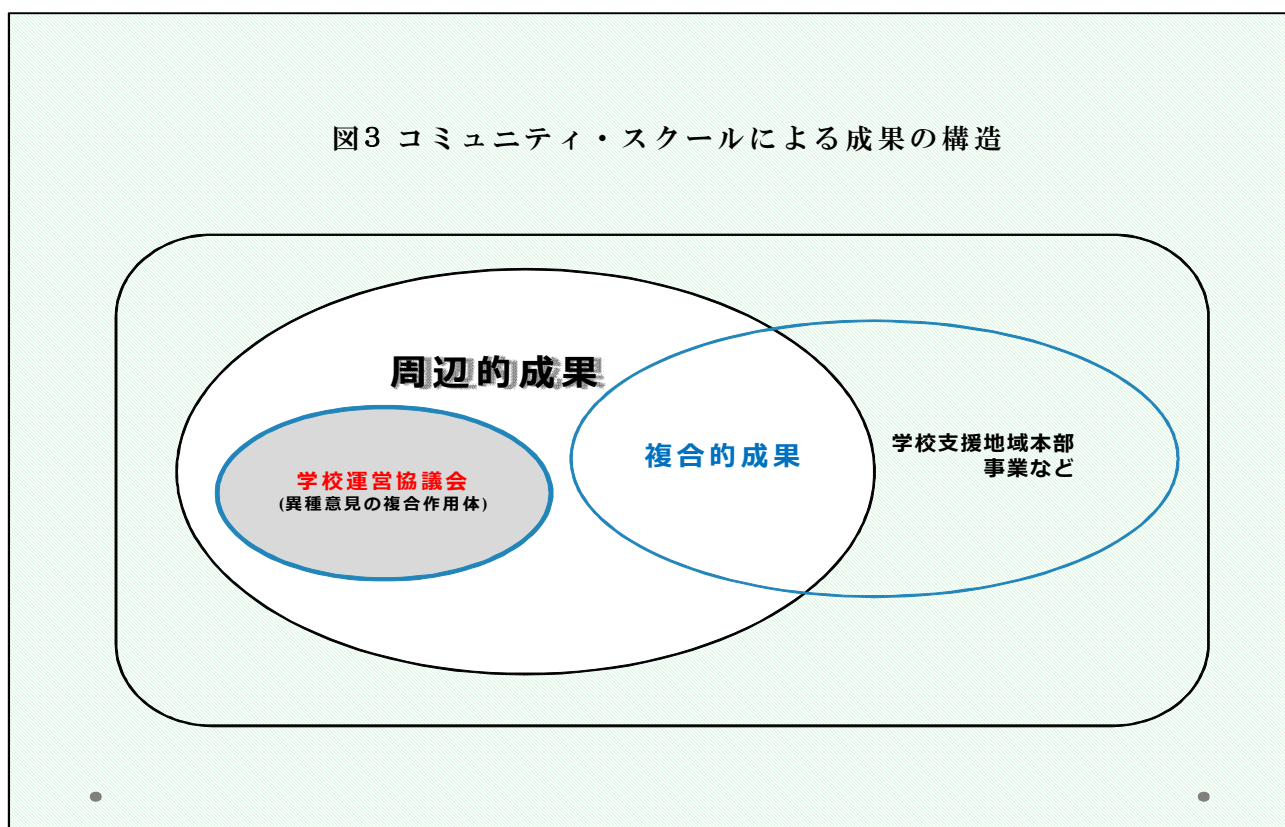 図3 コミュニティ・スクールによる成果の構造
周辺的成果
学校運営協議会
(異種意見の複合作用体)
複合的成果
学校支援地域本部
事業など